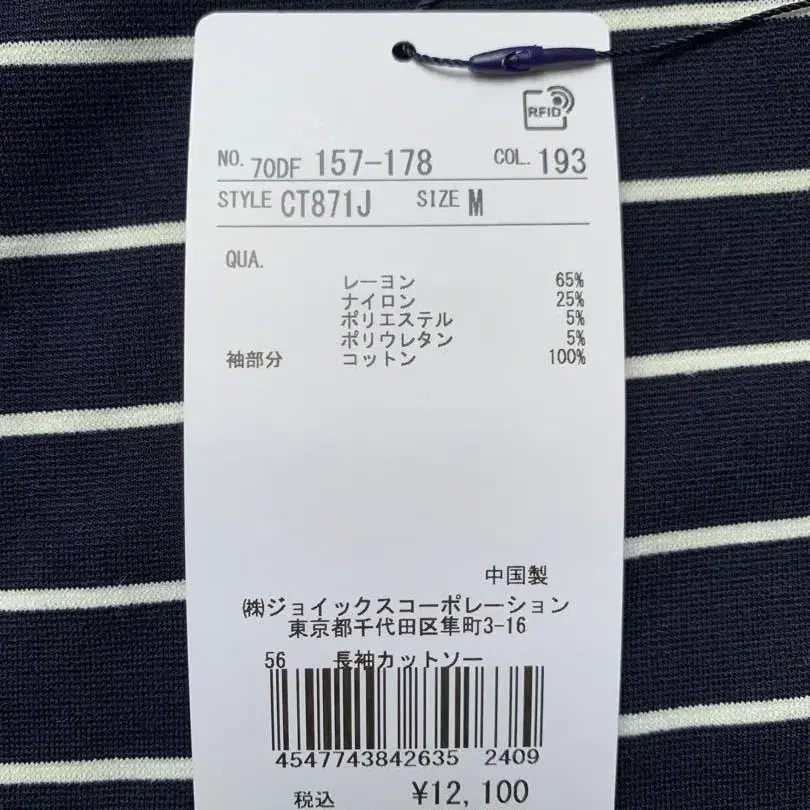 RFID
NO. 70DF 157-178 COL. 193
STYLE CT871J SIZE M
QUA.
レーヨン 65%
ナイロン 25%
ポリエステル 5%
ポリウレタン 5%
袖部分 コットン 100%
中国製
㈱ジョイックスコーポレーション
東京都千代田区隼町3-16
56 長袖カットソー
4547743842635 2409
税込 ¥12,100